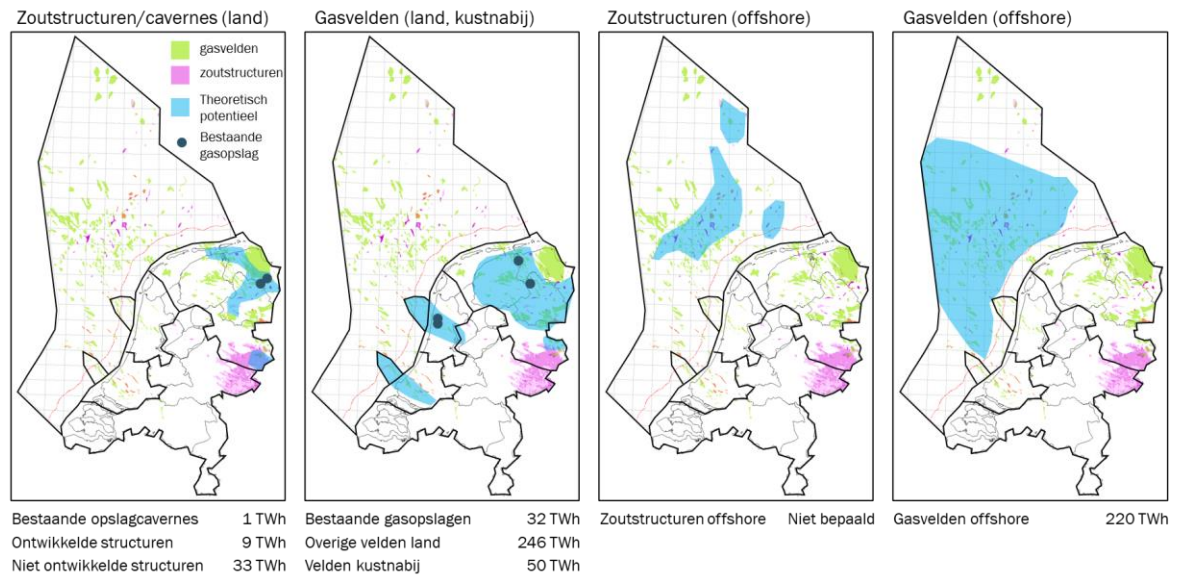 Zoutstructuren/cavernes (land)
gasvelden
zoutstructuren
Theoretisch
potentieel
Bestaande
gasopslag
Bestaande opslagcavernes 1 TWh
Ontwikkelde structuren 9 TWh
Niet ontwikkelde structuren 33 TWh
Gasvelden (land, kustnabij)
Bestaande gasopslagen 32 TWh
Overige velden land 246 TWh
Velden kustnabij 50 TWh
Zoutstructuren (offshore)
Zoutstructuren offshore Niet bepaald
Gasvelden (offshore)
Gasvelden offshore 220 TWh